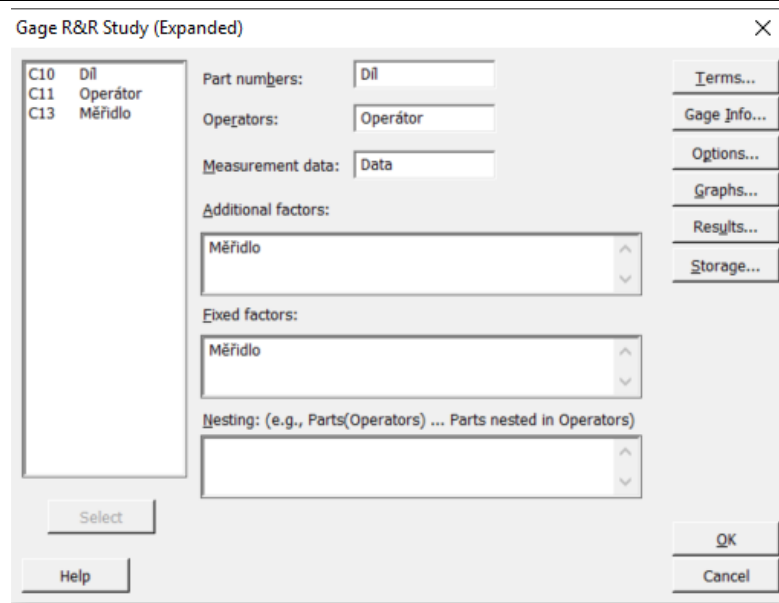 Gage R&R Study (Expanded)
C10 Díl
C11 Operátor
C13 Měřidlo
Part numbers: Díl
Operators: Operátor
Measurement data: Data
Additional factors:
Měřidlo
Fixed factors:
Měřidlo
Nesting: (e.g., Parts(Operators) ... Parts nested in Operators)
Select
Help
Terms...
Gage Info...
Options...
Graphs...
Results...
Storage...
OK
Cancel